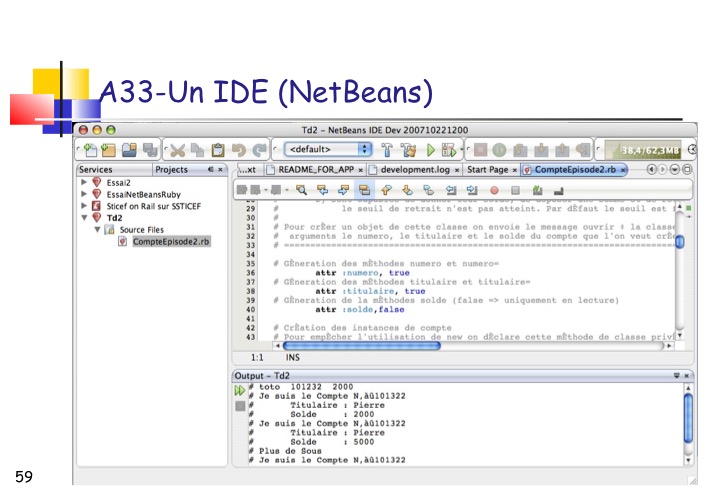 A33-Un IDE (NetBeans)
Td2 – NetBeans IDE Dev 200710221200
<default>
38,4/62,3MB
Services Projects
...xt README_FOR_APP development.log Start Page CompteEpisode2.rb
Essai2
EssaiNetBeansRuby
Sticef on Rail sur SSTICEF
Td2
Source Files
CompteEpisode2.rb
29 # le seuil de retrait n'est pas atteint. Par dÈfaut le seuil est
30 #
31 # Pour crÈer un objet de cette classe on envoie le message ouvrir ‡ la classe
32 # arguments le numero, le titulaire et le solde du compte que l'on veut crÈe
33 # ================================================
34
35 # GÈneration des mÈthodes numero et numero=
36 attr :numero, true
37 # GÈneration des mÈthodes titulaire et titulaire=
38 attr :titulaire, true
39 # GÈneration de la mÈthodes solde (false => uniquement en lecture)
40 attr :solde,false
41
42 # CrÈation des instances de compte
43 # Pour empÍcher l'utilisation de new on dÈclare cette mÈthode de classe priv
1:1 INS
Output – Td2
# toto 101232 2000
# Je suis le Compte N‚àû101322
# Titulaire : Pierre
# Solde : 2000
# Je suis le Compte N‚àû101322
# Titulaire : Pierre
# Solde : 5000
# Plus de Sous
# Je suis le Compte N‚àû101322
59